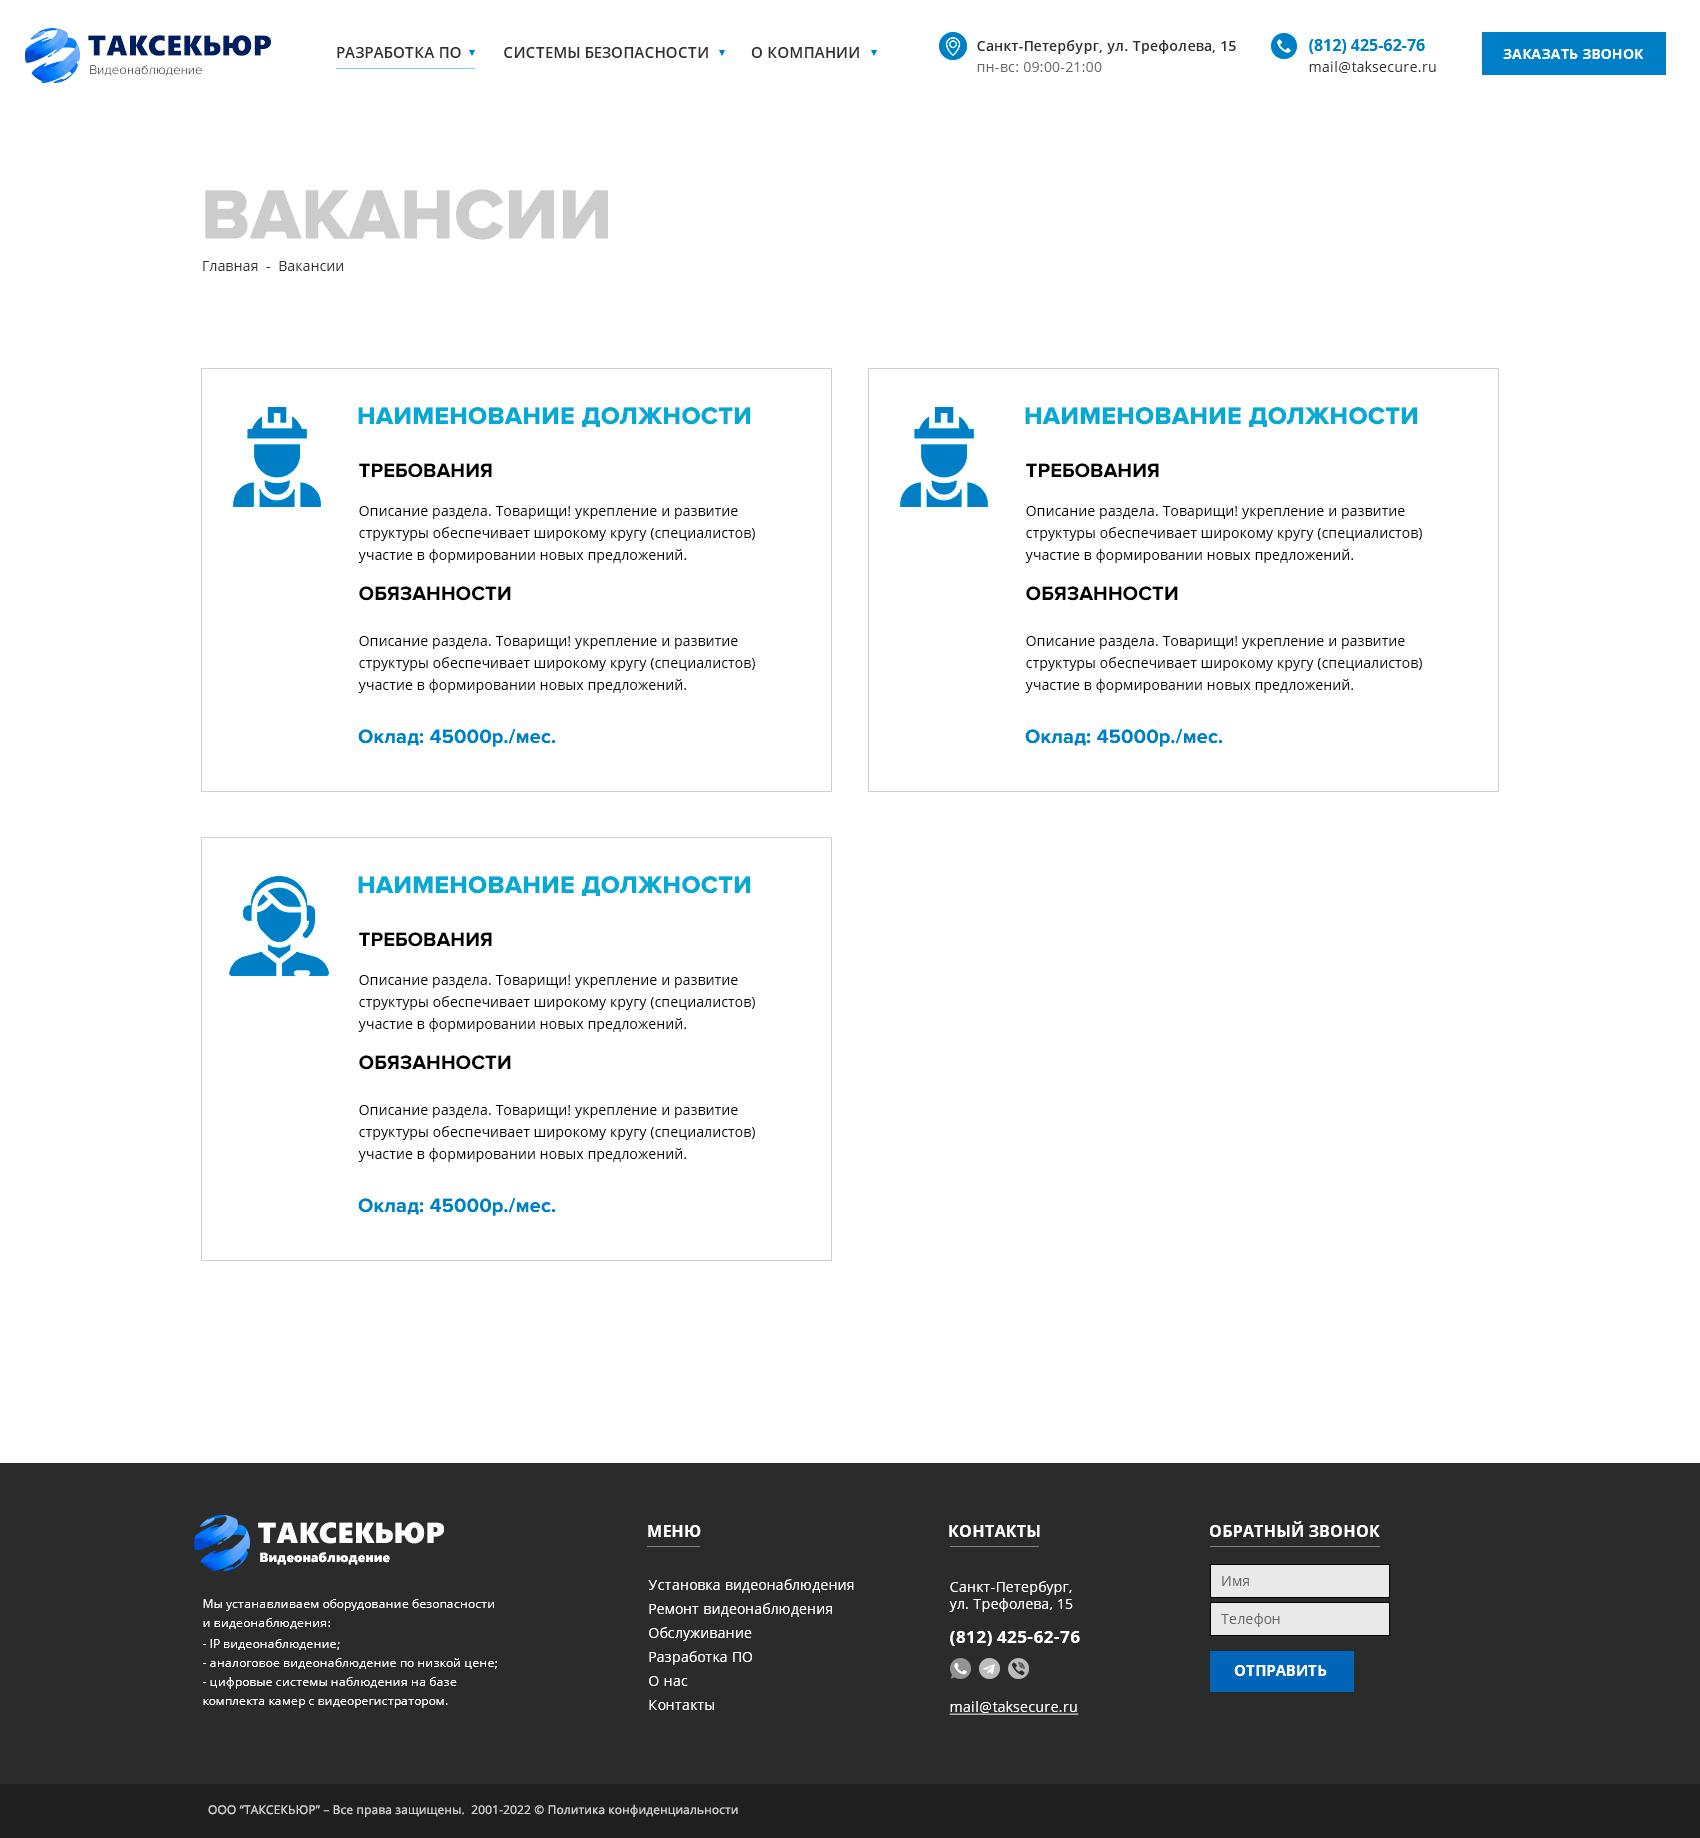 ТАКСЕКЬЮР
Видеонаблюдение
РАЗРАБОТКА ПО
СИСТЕМЫ БЕЗОПАСНОСТИ
О КОМПАНИИ
Санкт-Петербург, ул. Трефолева, 15
пн-вс: 09:00-21:00
(812) 425-62-76
mail@taksecure.ru
ЗАКАЗАТЬ ЗВОНОК
ВАКАНСИИ
Главная - Вакансии
НАИМЕНОВАНИЕ ДОЛЖНОСТИ
ТРЕБОВАНИЯ
Описание раздела. Товарищи! укрепление и развитие
структуры обеспечивает широкому кругу (специалистов)
участие в формировании новых предложений.
ОБЯЗАННОСТИ
Описание раздела. Товарищи! укрепление и развитие
структуры обеспечивает широкому кругу (специалистов)
участие в формировании новых предложений.
Оклад: 45000р./мес.
НАИМЕНОВАНИЕ ДОЛЖНОСТИ
ТРЕБОВАНИЯ
Описание раздела. Товарищи! укрепление и развитие
структуры обеспечивает широкому кругу (специалистов)
участие в формировании новых предложений.
ОБЯЗАННОСТИ
Описание раздела. Товарищи! укрепление и развитие
структуры обеспечивает широкому кругу (специалистов)
участие в формировании новых предложений.
Оклад: 45000р./мес.
НАИМЕНОВАНИЕ ДОЛЖНОСТИ
ТРЕБОВАНИЯ
Описание раздела. Товарищи! укрепление и развитие
структуры обеспечивает широкому кругу (специалистов)
участие в формировании новых предложений.
ОБЯЗАННОСТИ
Описание раздела. Товарищи! укрепление и развитие
структуры обеспечивает широкому кругу (специалистов)
участие в формировании новых предложений.
Оклад: 45000р./мес.
ТАКСЕКЬЮР
Видеонаблюдение
Мы устанавливаем оборудование безопасности
и видеонаблюдения:
- IP видеонаблюдение;
- аналоговое видеонаблюдение по низкой цене;
- цифровые системы наблюдения на базе
комплекта камер с видеорегистратором.
МЕНЮ
Установка видеонаблюдения
Ремонт видеонаблюдения
Обслуживание
Разработка ПО
О нас
Контакты
КОНТАКТЫ
Санкт-Петербург,
ул. Трефолева, 15
(812) 425-62-76
mail@taksecure.ru
ОБРАТНЫЙ ЗВОНОК
Имя
Телефон
ОТПРАВИТЬ
ООО “ТАКСЕКЬЮР” – Все права защищены. 2001-2022 © Политика конфиденциальности